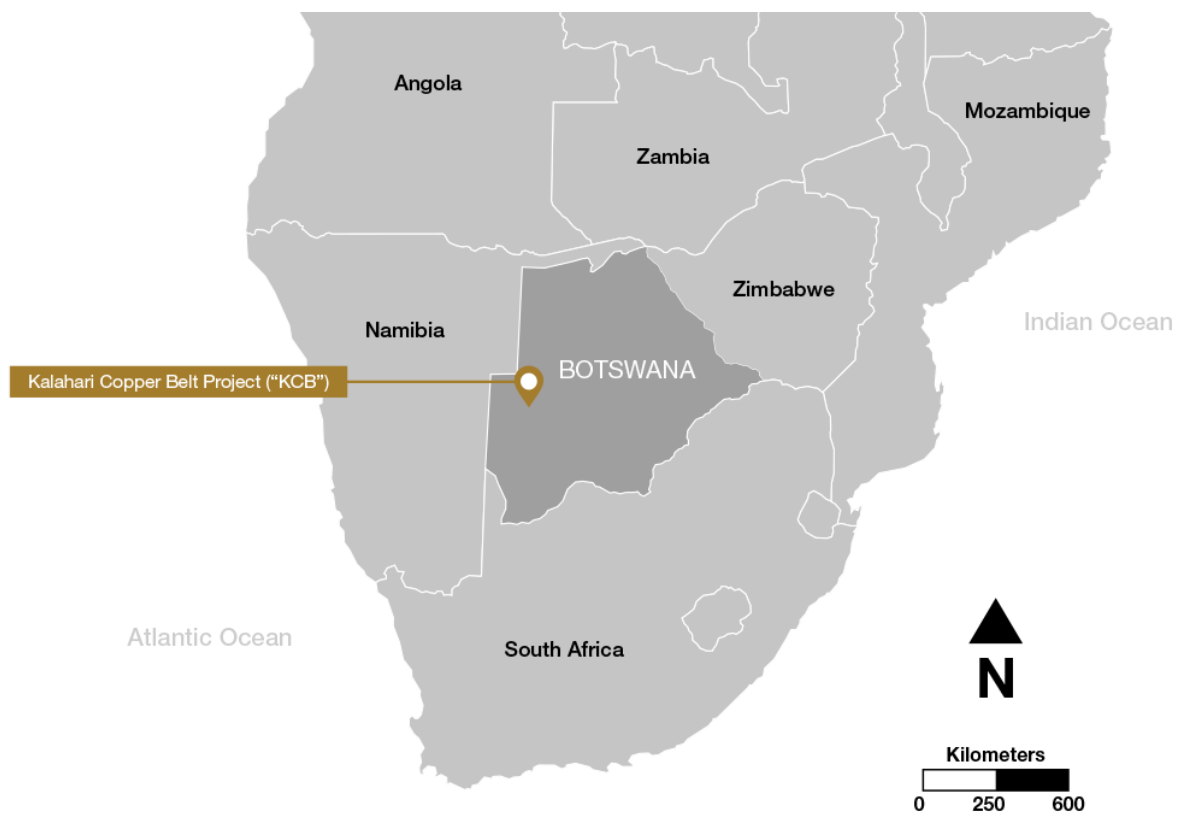 Angola
Mozambique
Zambia
Zimbabwe
Indian Ocean
Namibia
BOTSWANA
Kalahari Copper Belt Project (“KCB”)
Atlantic Ocean
South Africa
N
Kilometers
0 250 600